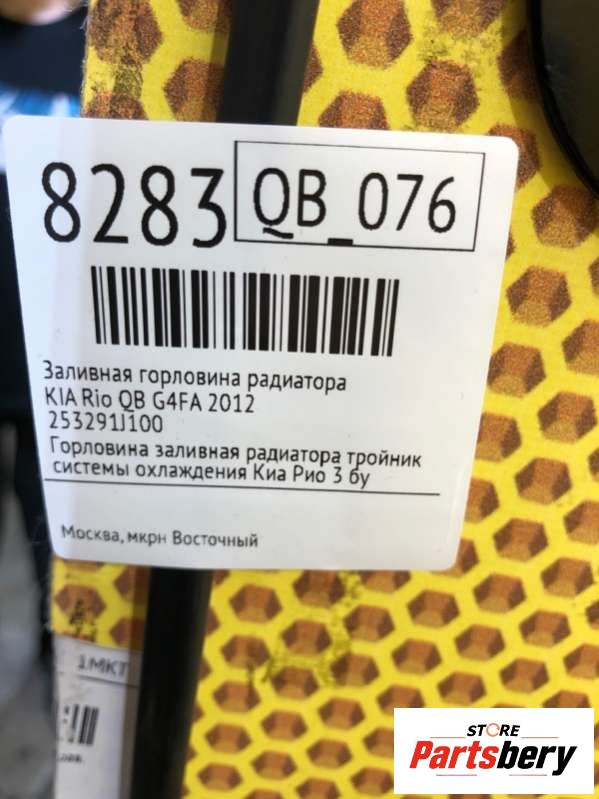 8283 QB_076
Заливная горловина радиатора
KIA Rio QB G4FA 2012
253291J100
Горловина заливная радиатора тройник
системы охлаждения Киа Рио 3 бу
Москва, мкрн Восточный
1МКТ
STORE
Partsbery